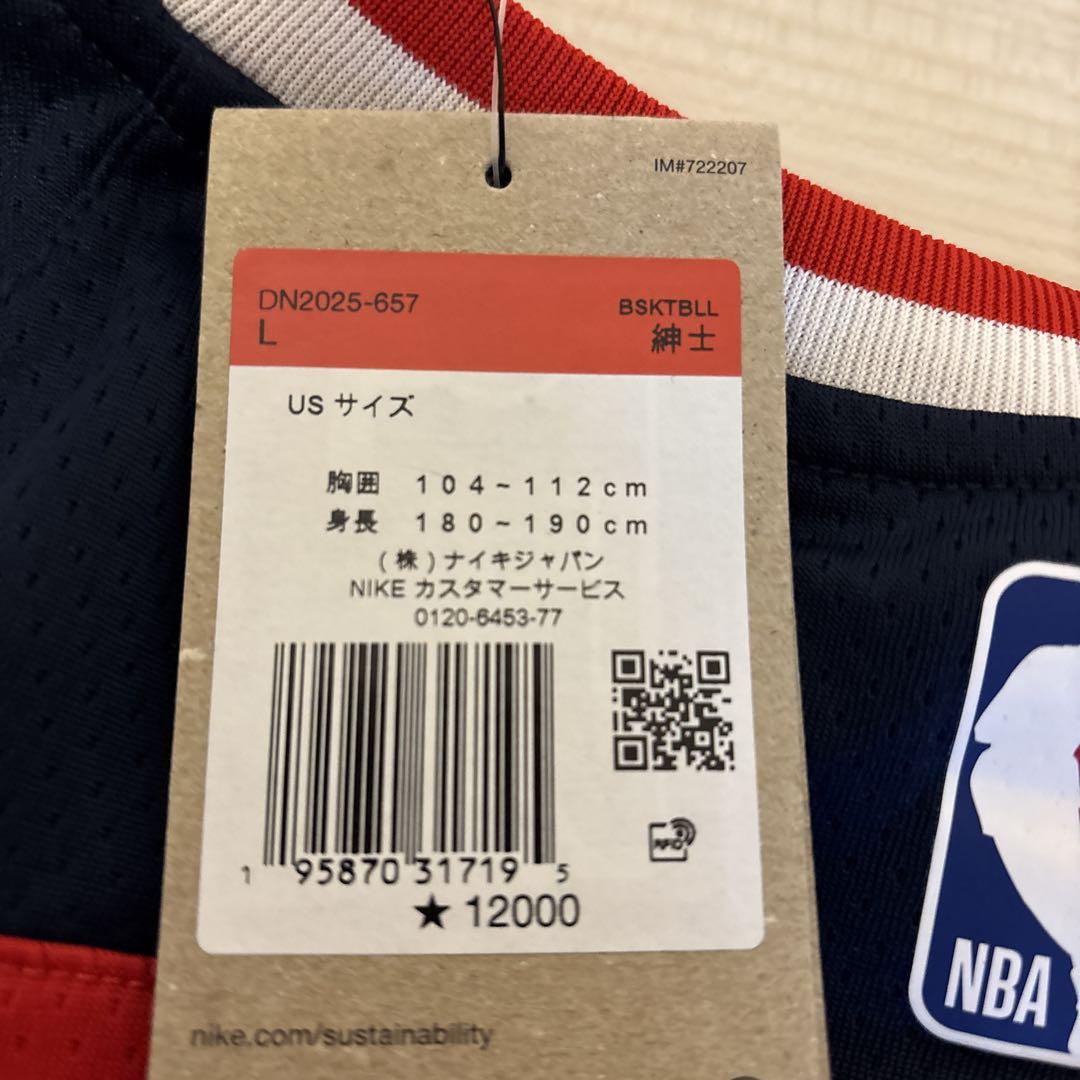 IM#722207
DN2025-657
BSKTBLL
L
紳士
US サイズ
胸囲 104~112cm
身長 180~190cm
(株)ナイキジャパン
NIKE カスタマーサービス
0120-6453-77
RFID
1 95870 31719 5
★ 12000
nike.com/sustainability
NBA